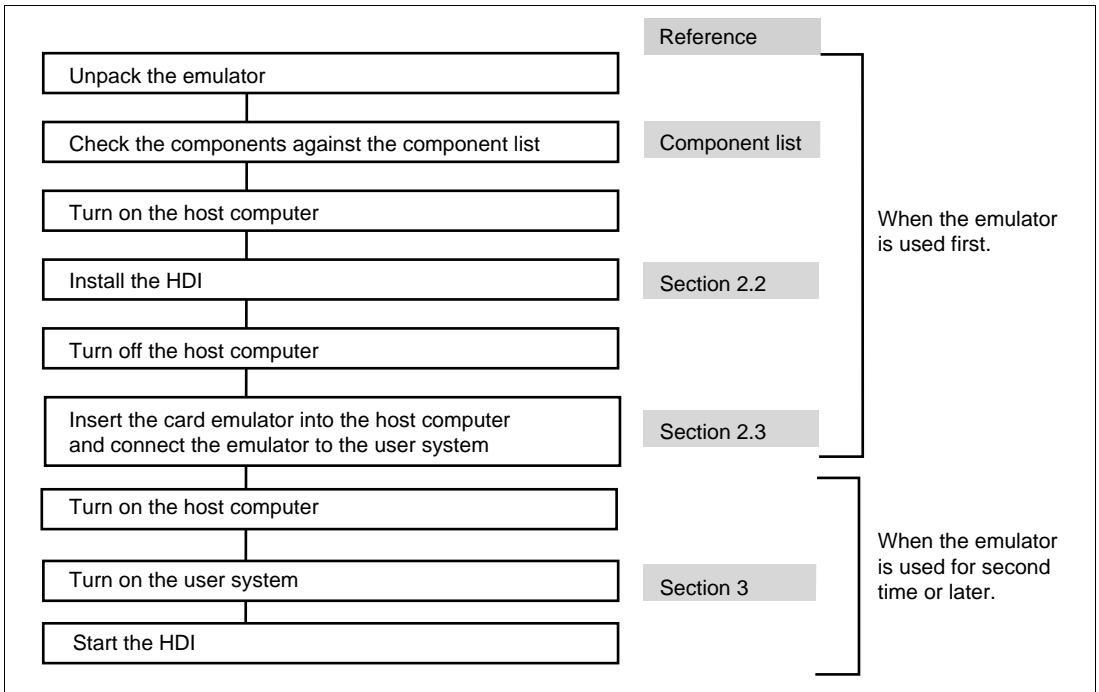 Reference
Unpack the emulator
Check the components against the component list
Component list
Turn on the host computer
When the emulator
is used first.
Install the HDI
Section 2.2
Turn off the host computer
Insert the card emulator into the host computer
and connect the emulator to the user system
Section 2.3
Turn on the host computer
When the emulator
is used for second
time or later.
Turn on the user system
Section 3
Start the HDI